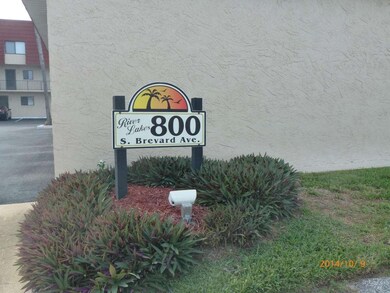 River
Lakes
800
S. Brevard Ave.
2014/10/9